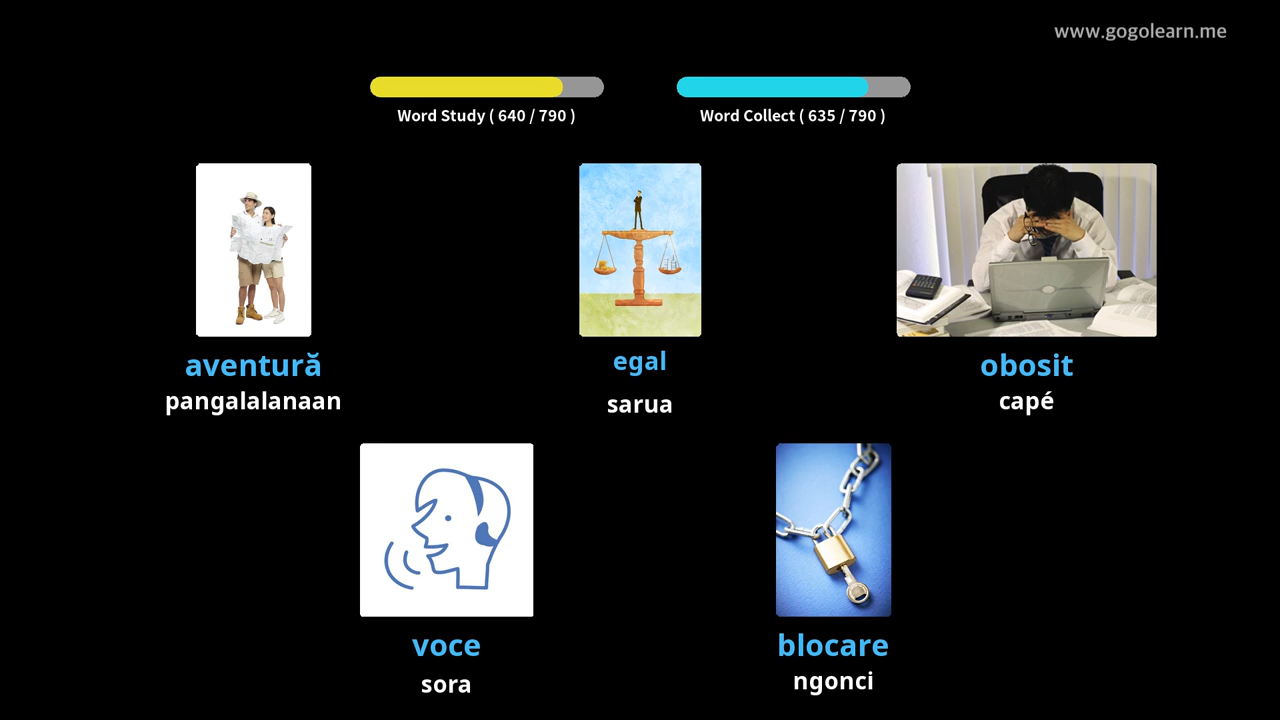 www.gogolearn.me
Word Study ( 640 / 790 )
Word Collect ( 635 / 790 )
aventură
pangalalanaan
egal
sarua
obosit
capé
voce
sora
blocare
ngonci